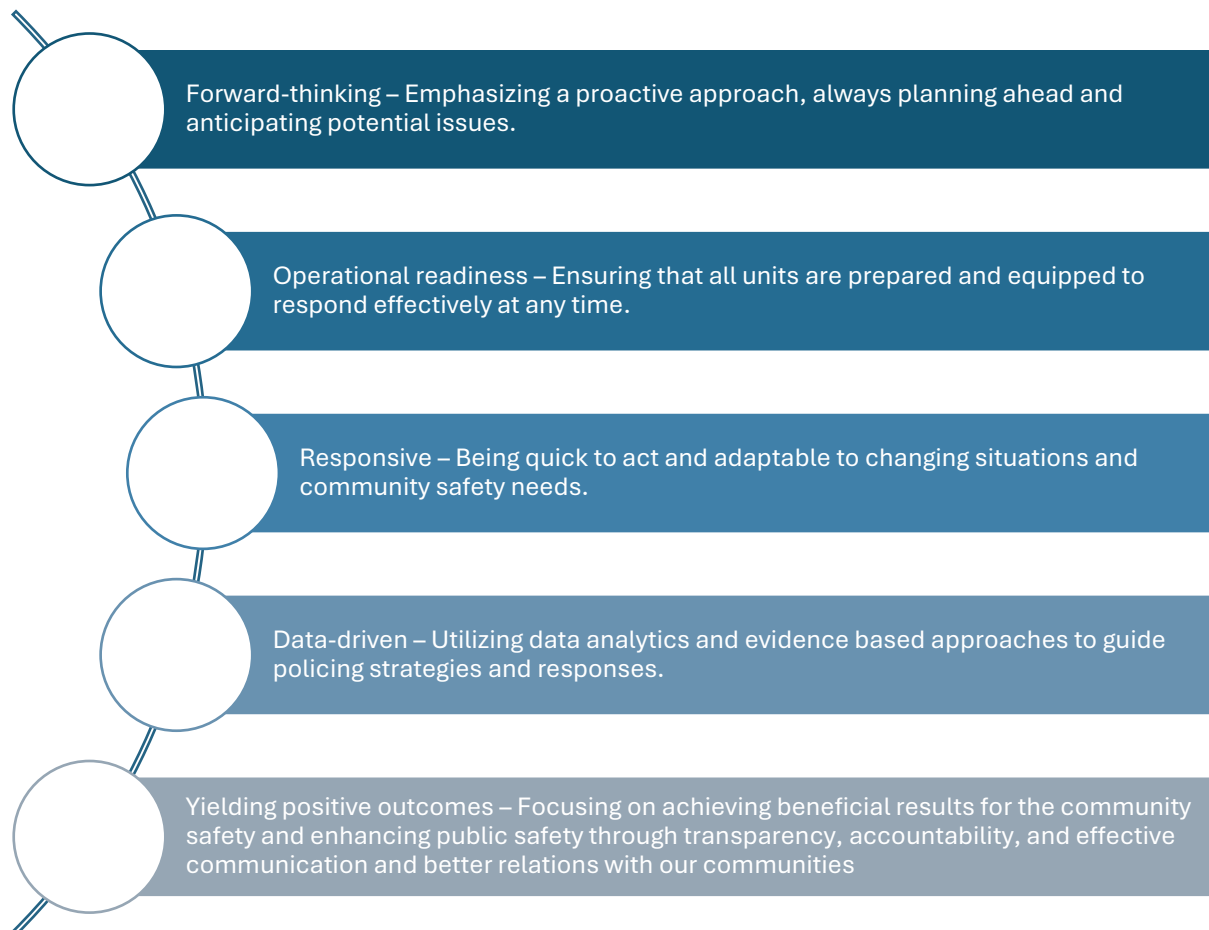 Forward-thinking – Emphasizing a proactive approach, always planning ahead and
anticipating potential issues.
Operational readiness – Ensuring that all units are prepared and equipped to
respond effectively at any time.
Responsive – Being quick to act and adaptable to changing situations and
community safety needs.
Data-driven – Utilizing data analytics and evidence based approaches to guide
policing strategies and responses.
Yielding positive outcomes – Focusing on achieving beneficial results for the community
safety and enhancing public safety through transparency, accountability, and effective
communication and better relations with our communities